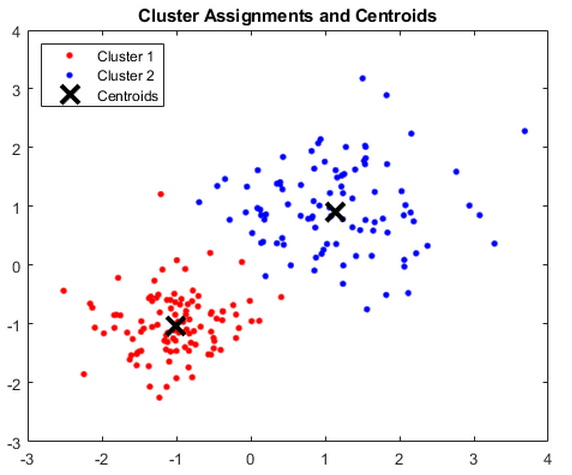 Cluster Assignments and Centroids
4
3
2
1
0
-1
-2
-3
Cluster 1
Cluster 2
Centroids
-3 -2 -1 0 1 2 3 4